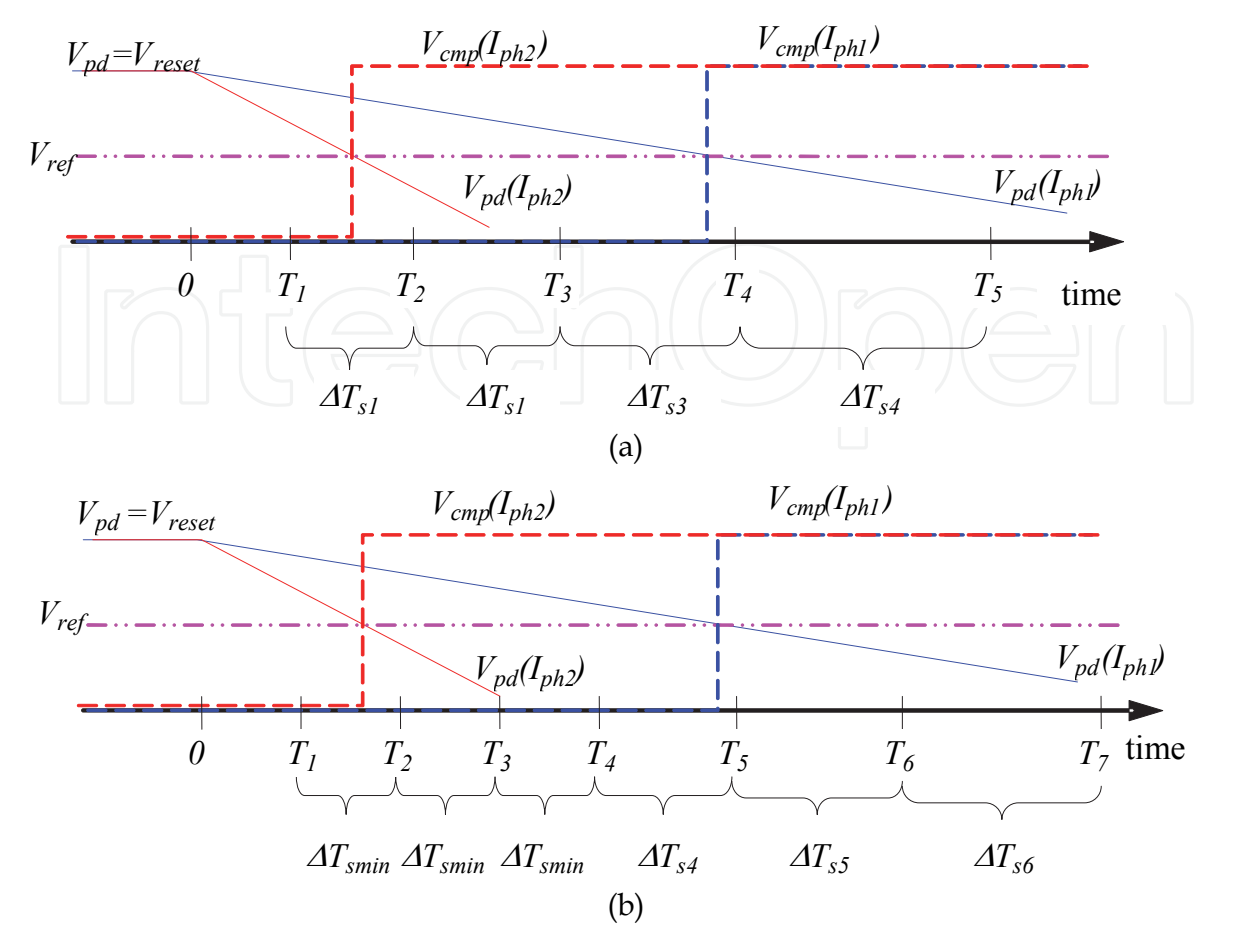 V_pd=V_reset
V_cmp(I_ph2)
V_cmp(I_ph1)
V_ref
V_pd(I_ph2)
V_pd(I_ph1)
0 T_1 T_2 T_3 T_4 T_5 time
ΔT_s1 ΔT_s1 ΔT_s3 ΔT_s4
IntechOpen
(a)
V_pd =V_reset
V_cmp(I_ph2)
V_cmp(I_ph1)
V_ref
V_pd(I_ph2)
V_pd(I_ph1)
0 T_1 T_2 T_3 T_4 T_5 T_6 T_7 time
ΔT_smin ΔT_smin ΔT_smin ΔT_s4 ΔT_s5 ΔT_s6
(b)